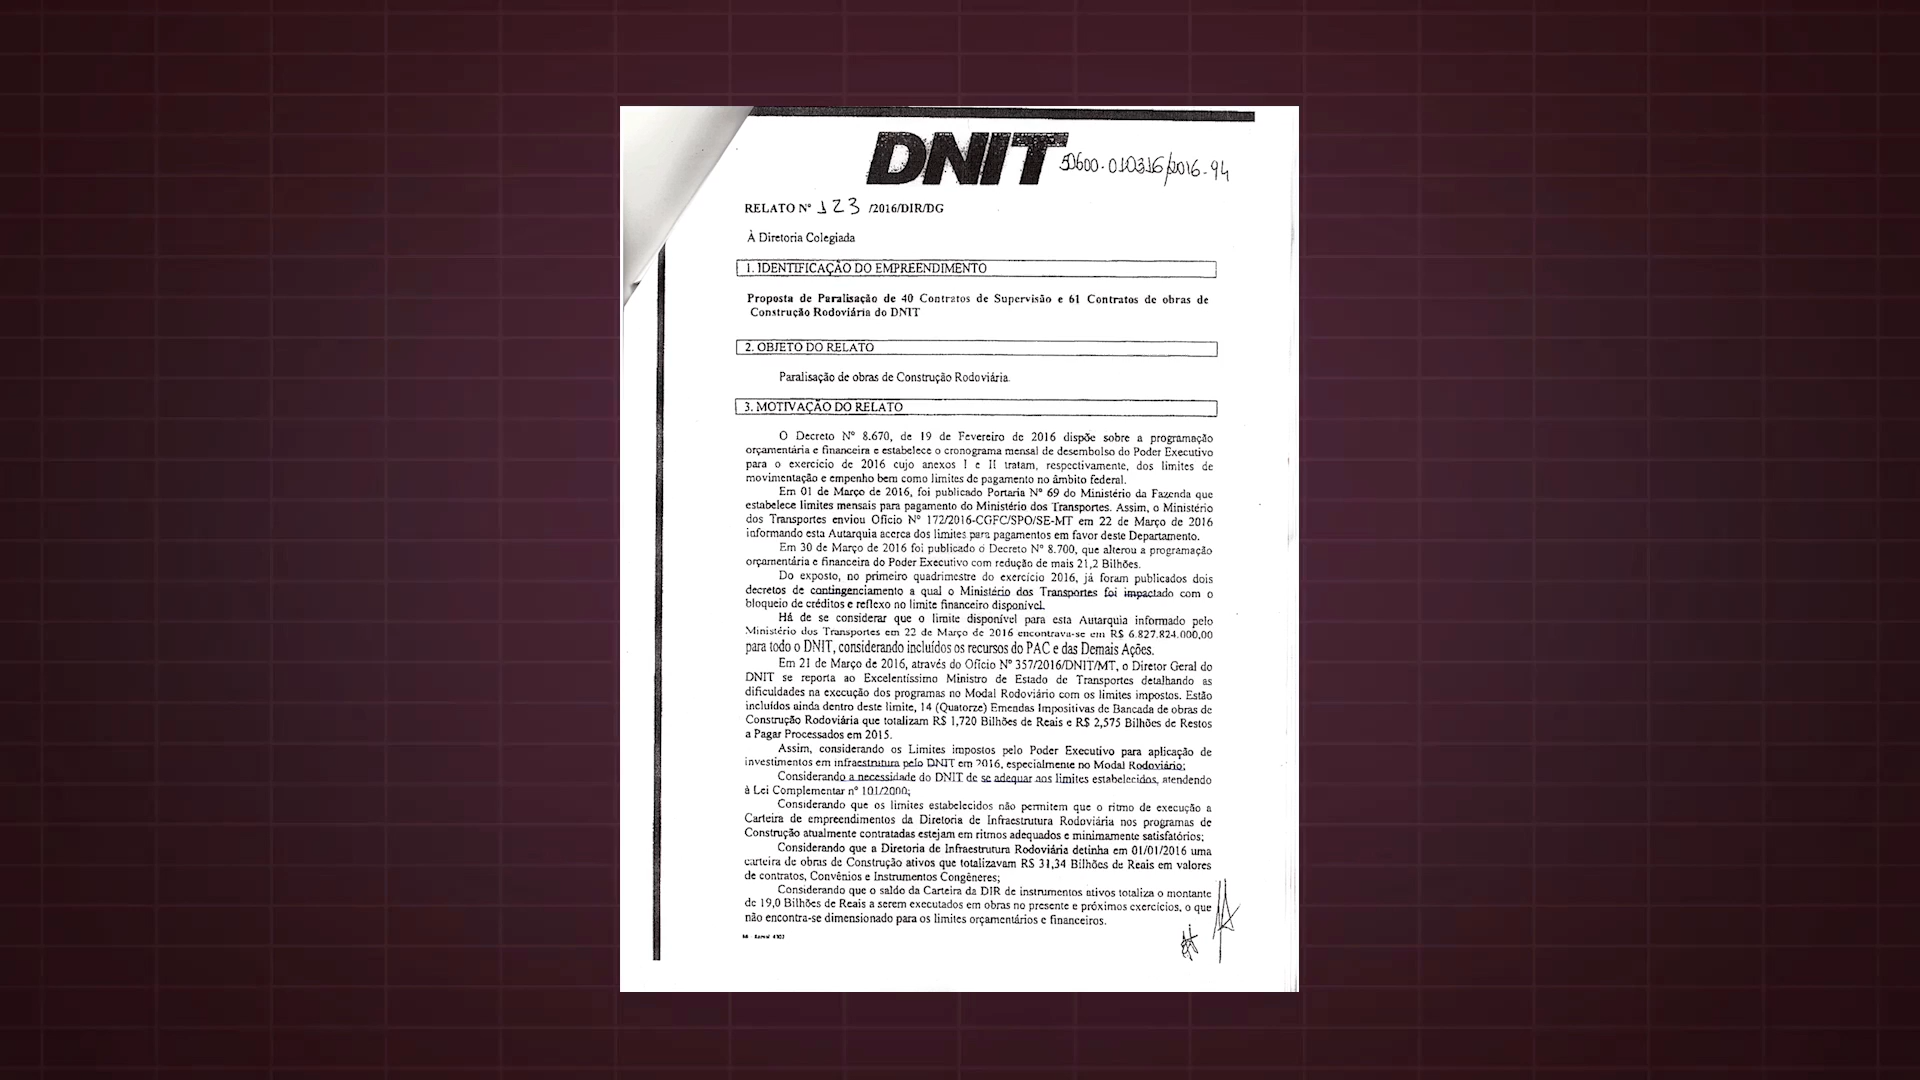 DNIT 50600.010316/2016-94
RELATO Nº 123 /2016/DIR/DG
À Diretoria Colegiada
1. IDENTIFICAÇÃO DO EMPREENDIMENTO
Proposta de Paralisação de 40 Contratos de Supervisão e 61 Contratos de obras de
Construção Rodoviária do DNIT
2. OBJETO DO RELATO
Paralisação de obras de Construção Rodoviária.
3. MOTIVAÇÃO DO RELATO
O Decreto Nº 8.670, de 19 de Fevereiro de 2016 dispõe sobre a programação
orçamentária e financeira e estabelece o cronograma mensal de desembolso do Poder Executivo
para o exercício de 2016 cujo anexos I e II tratam, respectivamente, dos limites de
movimentação e empenho bem como limites de pagamento no âmbito federal.
Em 01 de Março de 2016, foi publicado Portaria Nº 69 do Ministério da Fazenda que
estabelece limites mensais para pagamento do Ministério dos Transportes. Assim, o Ministério
dos Transportes enviou Oficio Nº 172/2016-CGFC/SPO/SE-MT em 22 de Março de 2016
informando esta Autarquia acerca dos limites para pagamentos em favor deste Departamento.
Em 30 de Março de 2016 foi publicado o Decreto Nº 8.700, que alterou a programação
orçamentária e financeira do Poder Executivo com redução de mais 21,2 Bilhões.
Do exposto, no primeiro quadrimestre do exercício 2016, já foram publicados dois
decretos de contingenciamento a qual o Ministério dos Transportes foi impactado com o
bloqueio de créditos e reflexo no limite financeiro disponível.
Há de se considerar que o limite disponível para esta Autarquia informado pelo
Ministério dos Transportes em 22 de Março de 2016 encontrava-se em R$ 6.827.824.000,00
para todo o DNIT, considerando incluídos os recursos do PAC e das Demais Ações.
Em 21 de Março de 2016, através do Oficio Nº 357/2016/DNIT/MT, o Diretor Geral do
DNIT se reporta ao Excelentíssimo Ministro de Estado de Transportes detalhando as
dificuldades na execução dos programas no Modal Rodoviário com os limites impostos. Estão
incluídos ainda dentro deste limite, 14 (Quatorze) Emendas Impositivas de Bancada de obras de
Construção Rodoviária que totalizam R$ 1,720 Bilhões de Reais e R$ 2,575 Bilhões de Restos
a Pagar Processados em 2015.
Assim, considerando os Limites impostos pelo Poder Executivo para aplicação de
investimentos em infraestrutura pelo DNIT em 2016, especialmente no Modal Rodoviário;
Considerando a necessidade do DNIT de se adequar aos limites estabelecidos, atendendo
à Lei Complementar nº 101/2000;
Considerando que os limites estabelecidos não permitem que o ritmo de execução a
Carteira de empreendimentos da Diretoria de Infraestrutura Rodoviária nos programas de
Construção atualmente contratadas estejam em ritmos adequados e minimamente satisfatórios;
Considerando que a Diretoria de Infraestrutura Rodoviária detinha em 01/01/2016 uma
carteira de obras de Construção ativos que totalizavam R$ 31,34 Bilhões de Reais em valores
de contratos, Convênios e Instrumentos Congêneres;
Considerando que o saldo da Carteira da DIR de instrumentos ativos totaliza o montante
de 19,0 Bilhões de Reais a serem executados em obras no presente e próximos exercícios, o que
não encontra-se dimensionado para os limites orçamentários e financeiros.